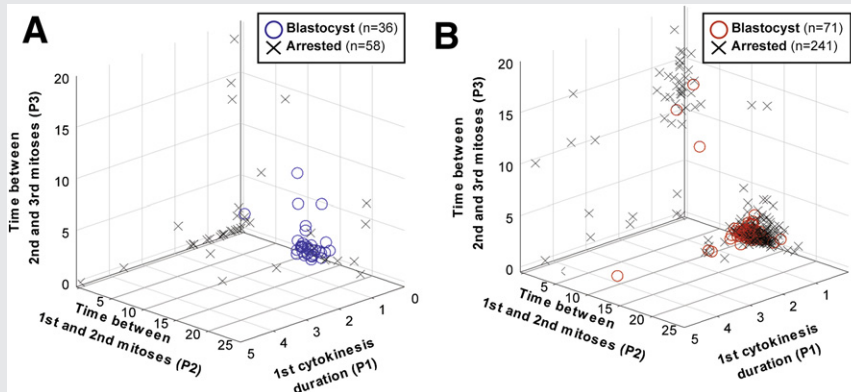 A
Blastocyst (n=36)
Arrested (n=58)
Time between
2nd and 3rd mitoses (P3)
20
15
10
5
0
5
10
15
20
25
Time between
1st and 2nd mitoses (P2)
5
4
3
2
1
0
1st cytokinesis
duration (P1)
B
Blastocyst (n=71)
Arrested (n=241)
Time between
2nd and 3rd mitoses (P3)
20
15
10
5
0
5
10
15
20
25
Time between
1st and 2nd mitoses (P2)
5
4
3
2
1
1st cytokinesis
duration (P1)